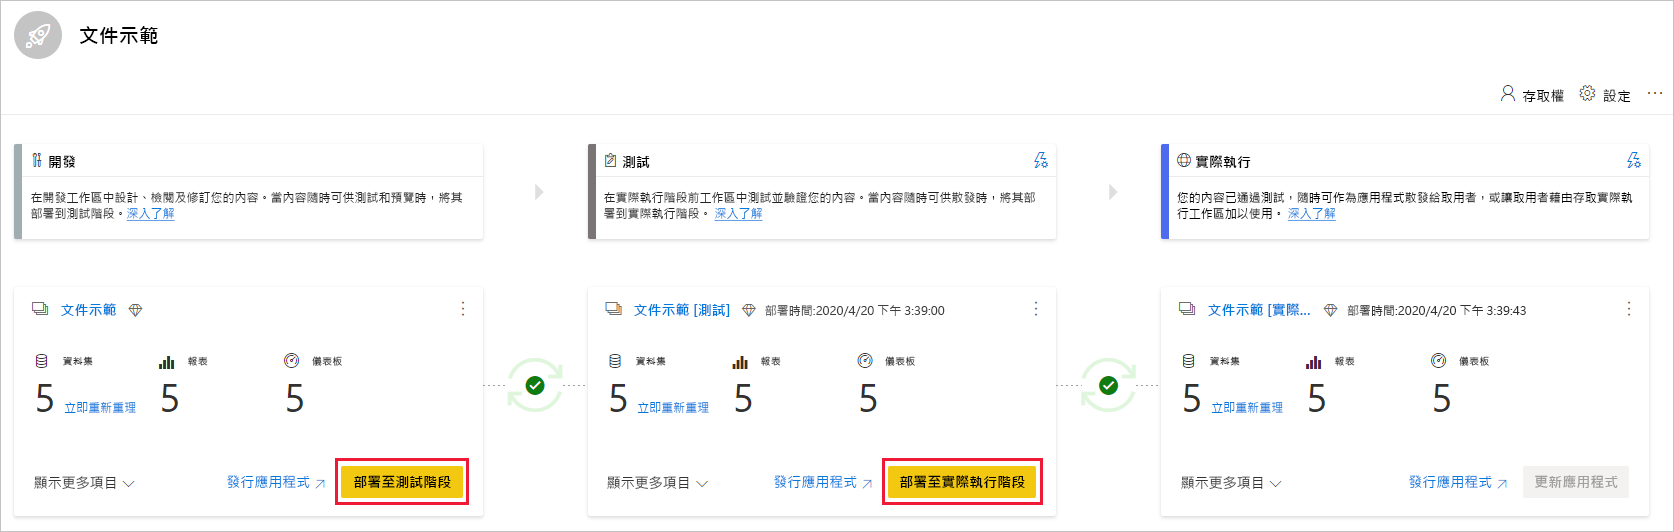 文件示範
存取權 設定 ···
開發
在開發工作區中設計、檢閱及修訂您的內容。當內容隨時可供測試和預覽時，將其
部署到測試階段。深入了解
測試
在實際執行階段前工作區中測試並驗證您的內容。當內容隨時可供散發時，將其部
署到實際執行階段。 深入了解
實際執行
您的內容已通過測試，隨時可作為應用程式散發給取用者，或讓取用者藉由存取實際執
行工作區加以使用。 深入了解
文件示範
資料集 報表 儀表板
5 立即重新重理 5 5
顯示更多項目 發行應用程式 部署至測試階段
文件示範 [測試] 部署時間:2020/4/20 下午 3:39:00
資料集 報表 儀表板
5 立即重新重理 5 5
顯示更多項目 發行應用程式 部署至實際執行階段
文件示範 [實際... 部署時間:2020/4/20 下午 3:39:43
資料集 報表 儀表板
5 立即重新重理 5 5
顯示更多項目 發行應用程式 更新應用程式